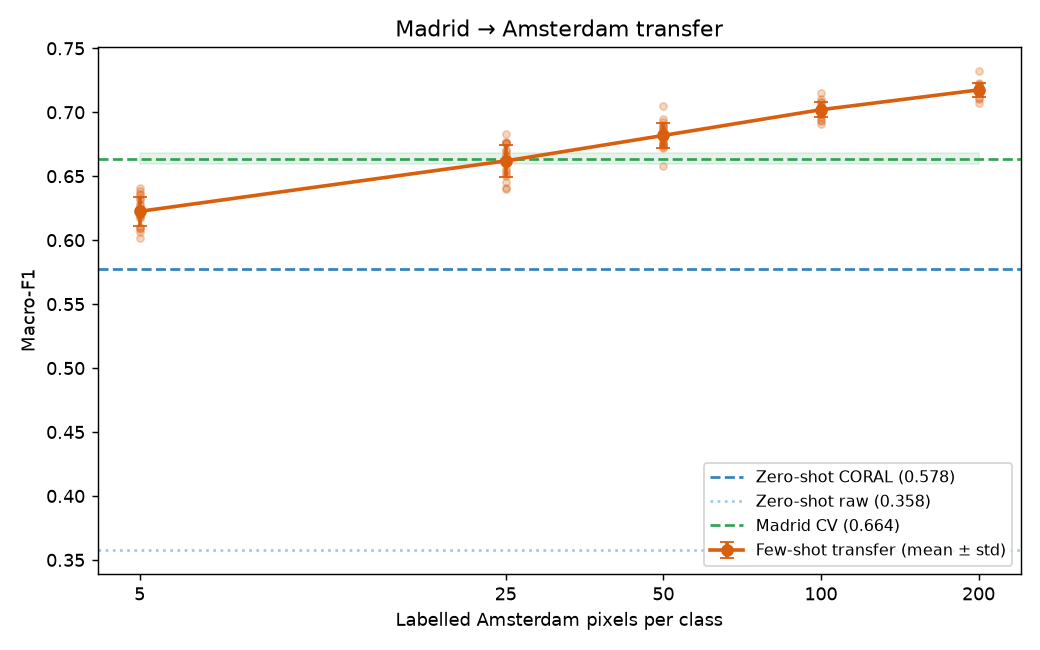 Madrid → Amsterdam transfer
Macro-F1
0.75
0.70
0.65
0.60
0.55
0.50
0.45
0.40
0.35
Zero-shot CORAL (0.578)
Zero-shot raw (0.358)
Madrid CV (0.664)
Few-shot transfer (mean ± std)
5
25
50
100
200
Labelled Amsterdam pixels per class